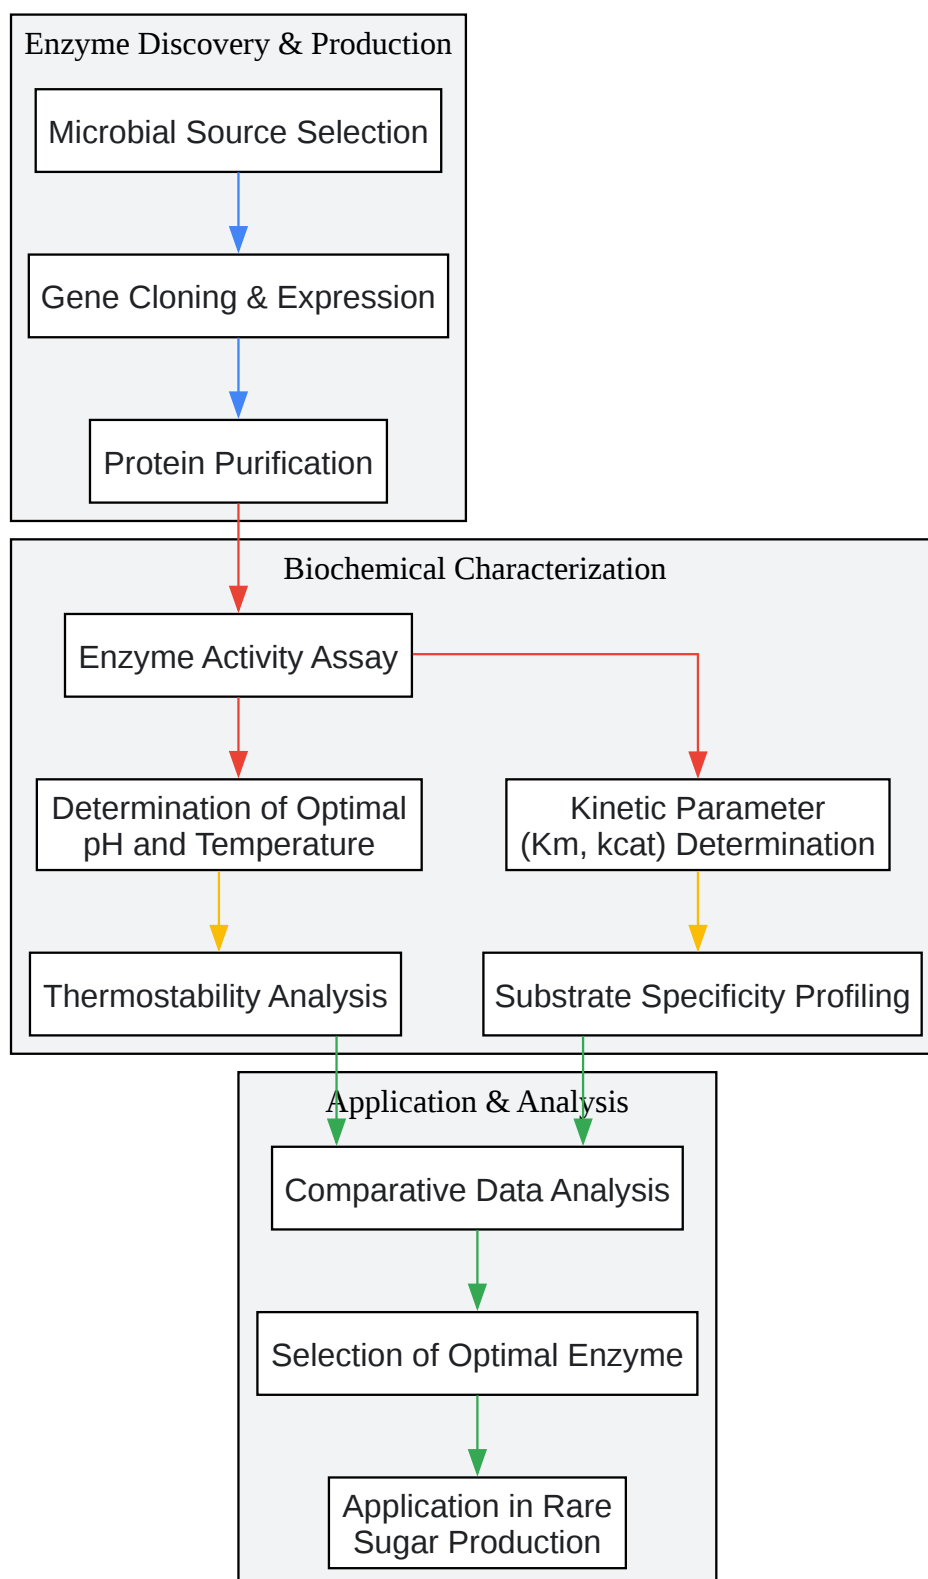 Enzyme Discovery & Production
Microbial Source Selection
Gene Cloning & Expression
Protein Purification
Biochemical Characterization
Enzyme Activity Assay
Determination of Optimal
pH and Temperature
Kinetic Parameter
(Km, kcat) Determination
Thermostability Analysis
Substrate Specificity Profiling
Application & Analysis
Comparative Data Analysis
Selection of Optimal Enzyme
Application in Rare
Sugar Production